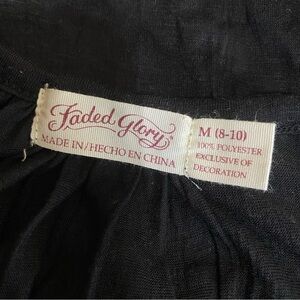 Faded Glory®
MADE IN/HECHO EN CHINA
M (8-10)
100% POLYESTER
EXCLUSIVE OF
DECORATION